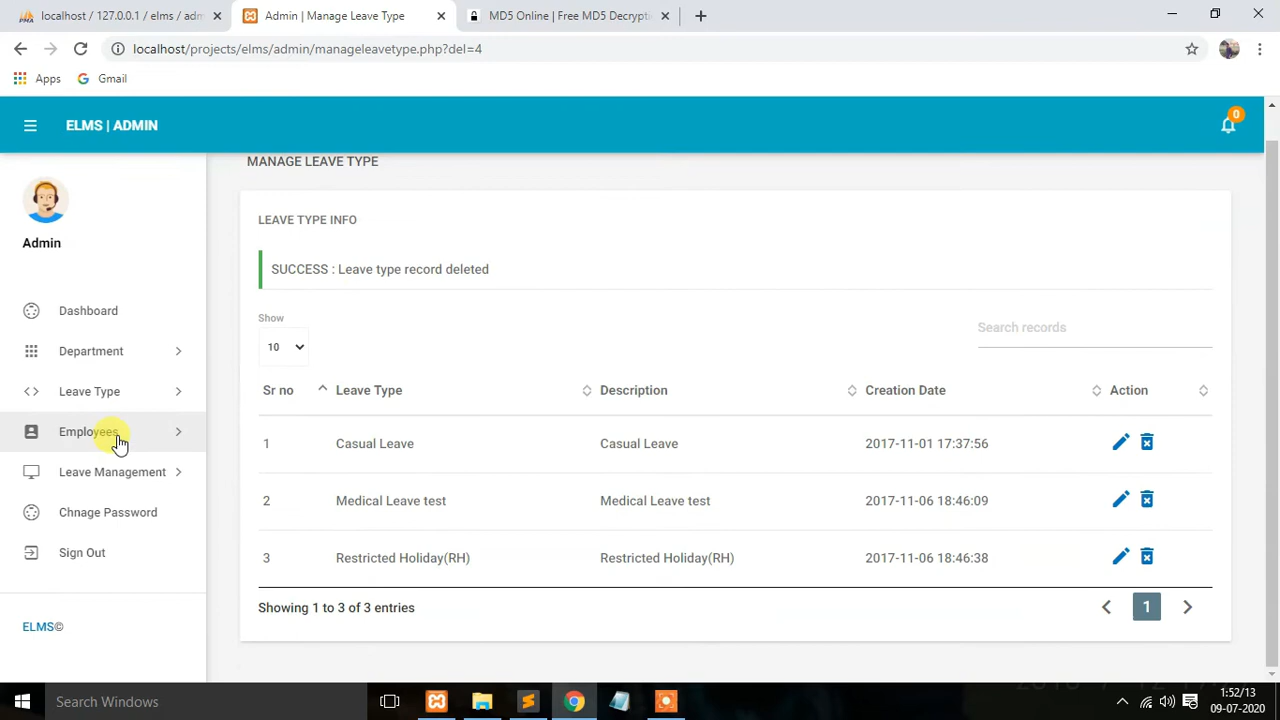 localhost / 127.0.0.1 / elms / adm
Admin | Manage Leave Type
MD5 Online | Free MD5 Decrypt
localhost/projects/elms/admin/manageleavetype.php?del=4
Apps
Gmail
ELMS | ADMIN
0
Admin
Dashboard
Department
Leave Type
Employees
Leave Management
Chnage Password
Sign Out
ELMS©
MANAGE LEAVE TYPE
LEAVE TYPE INFO
SUCCESS : Leave type record deleted
Show
10
Search records
Sr no Leave Type Description Creation Date Action
1 Casual Leave Casual Leave 2017-11-01 17:37:56
2 Medical Leave test Medical Leave test 2017-11-06 18:46:09
3 Restricted Holiday(RH) Restricted Holiday(RH) 2017-11-06 18:46:38
Showing 1 to 3 of 3 entries
1
Search Windows
1:52/13
09-07-2020